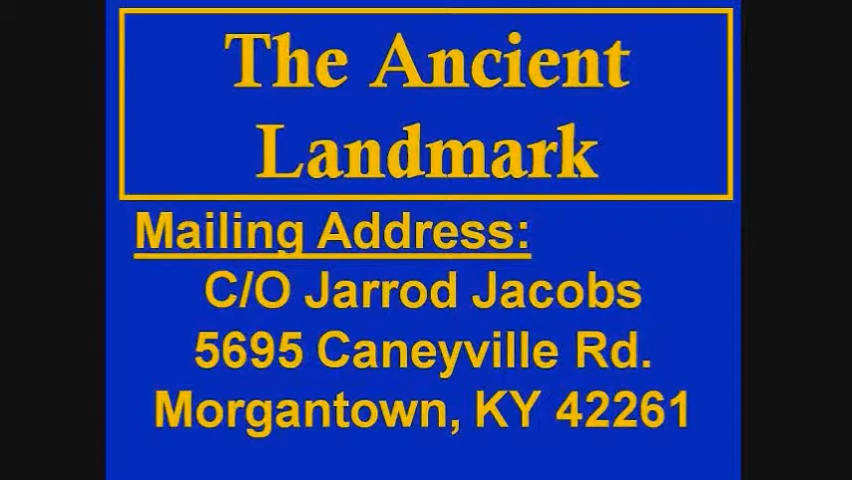 The Ancient
Landmark
Mailing Address:
C/O Jarrod Jacobs
5695 Caneyville Rd.
Morgantown, KY 42261